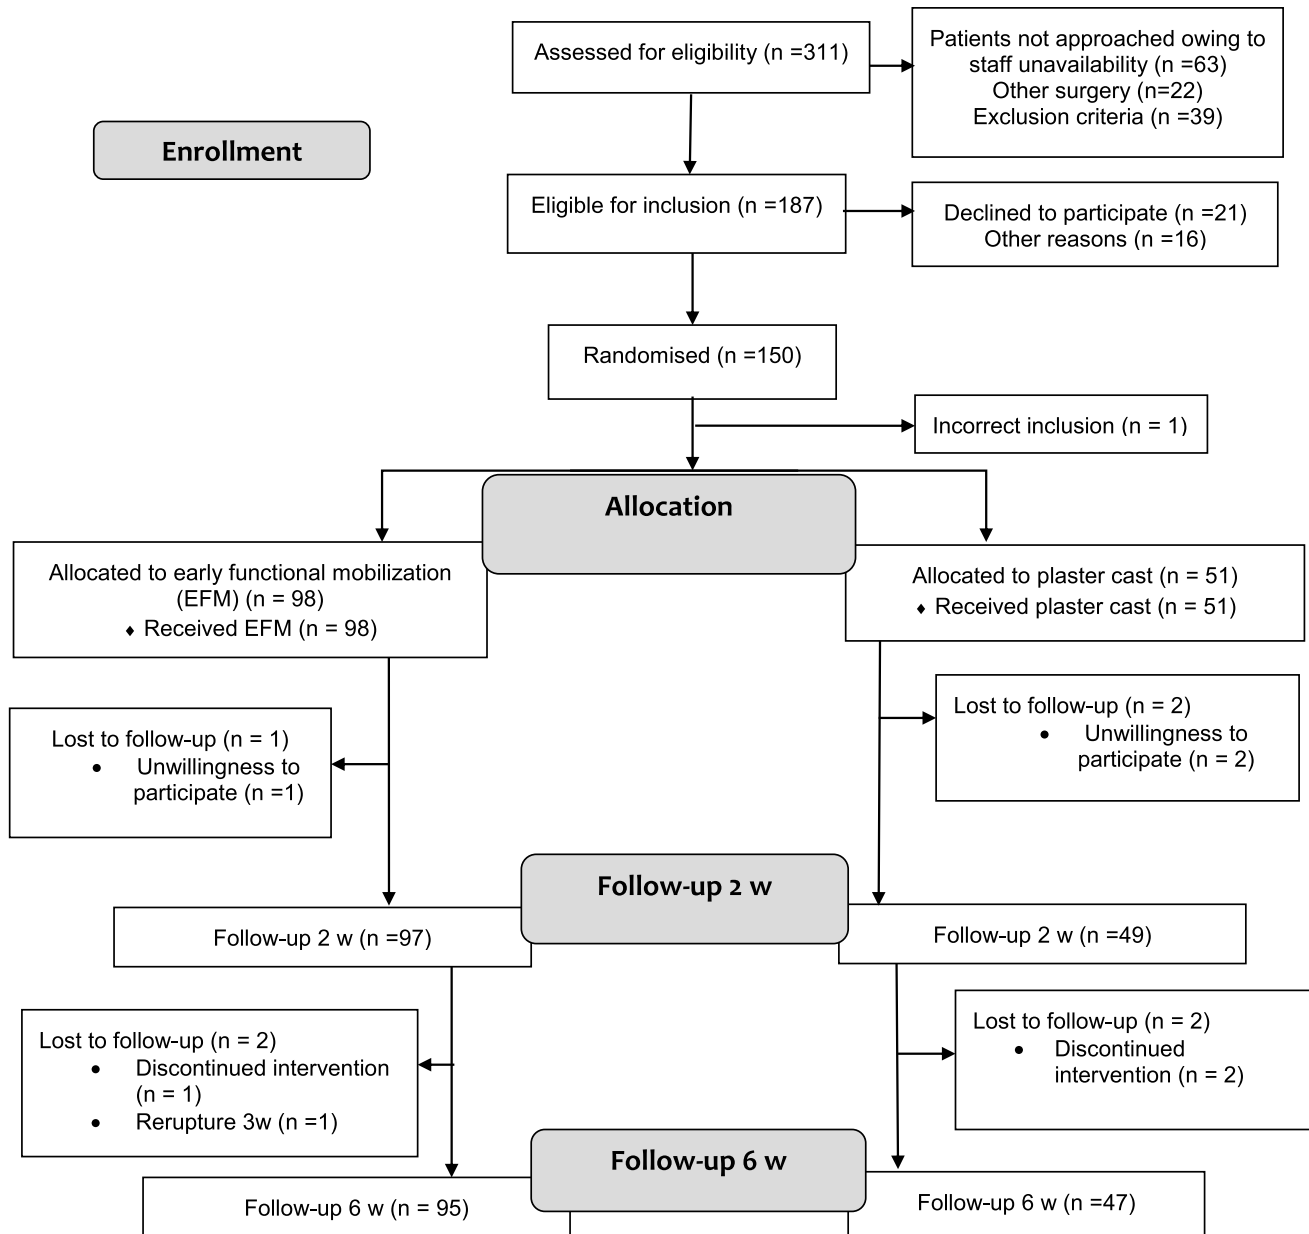 Assessed for eligibility (n =311)
Patients not approached owing to
staff unavailability (n =63)
Other surgery (n=22)
Exclusion criteria (n =39)
Enrollment
Eligible for inclusion (n =187)
Declined to participate (n =21)
Other reasons (n =16)
Randomised (n =150)
Incorrect inclusion (n = 1)
Allocation
Allocated to early functional mobilization
(EFM) (n = 98)
♦ Received EFM (n = 98)
Allocated to plaster cast (n = 51)
♦ Received plaster cast (n = 51)
Lost to follow-up (n = 1)
• Unwillingness to
participate (n =1)
Lost to follow-up (n = 2)
• Unwillingness to
participate (n = 2)
Follow-up 2 w
Follow-up 2 w (n =97)
Follow-up 2 w (n =49)
Lost to follow-up (n = 2)
• Discontinued intervention
(n = 1)
• Rerupture 3w (n =1)
Lost to follow-up (n = 2)
• Discontinued
intervention (n = 2)
Follow-up 6 w
Follow-up 6 w (n = 95)
Follow-up 6 w (n =47)